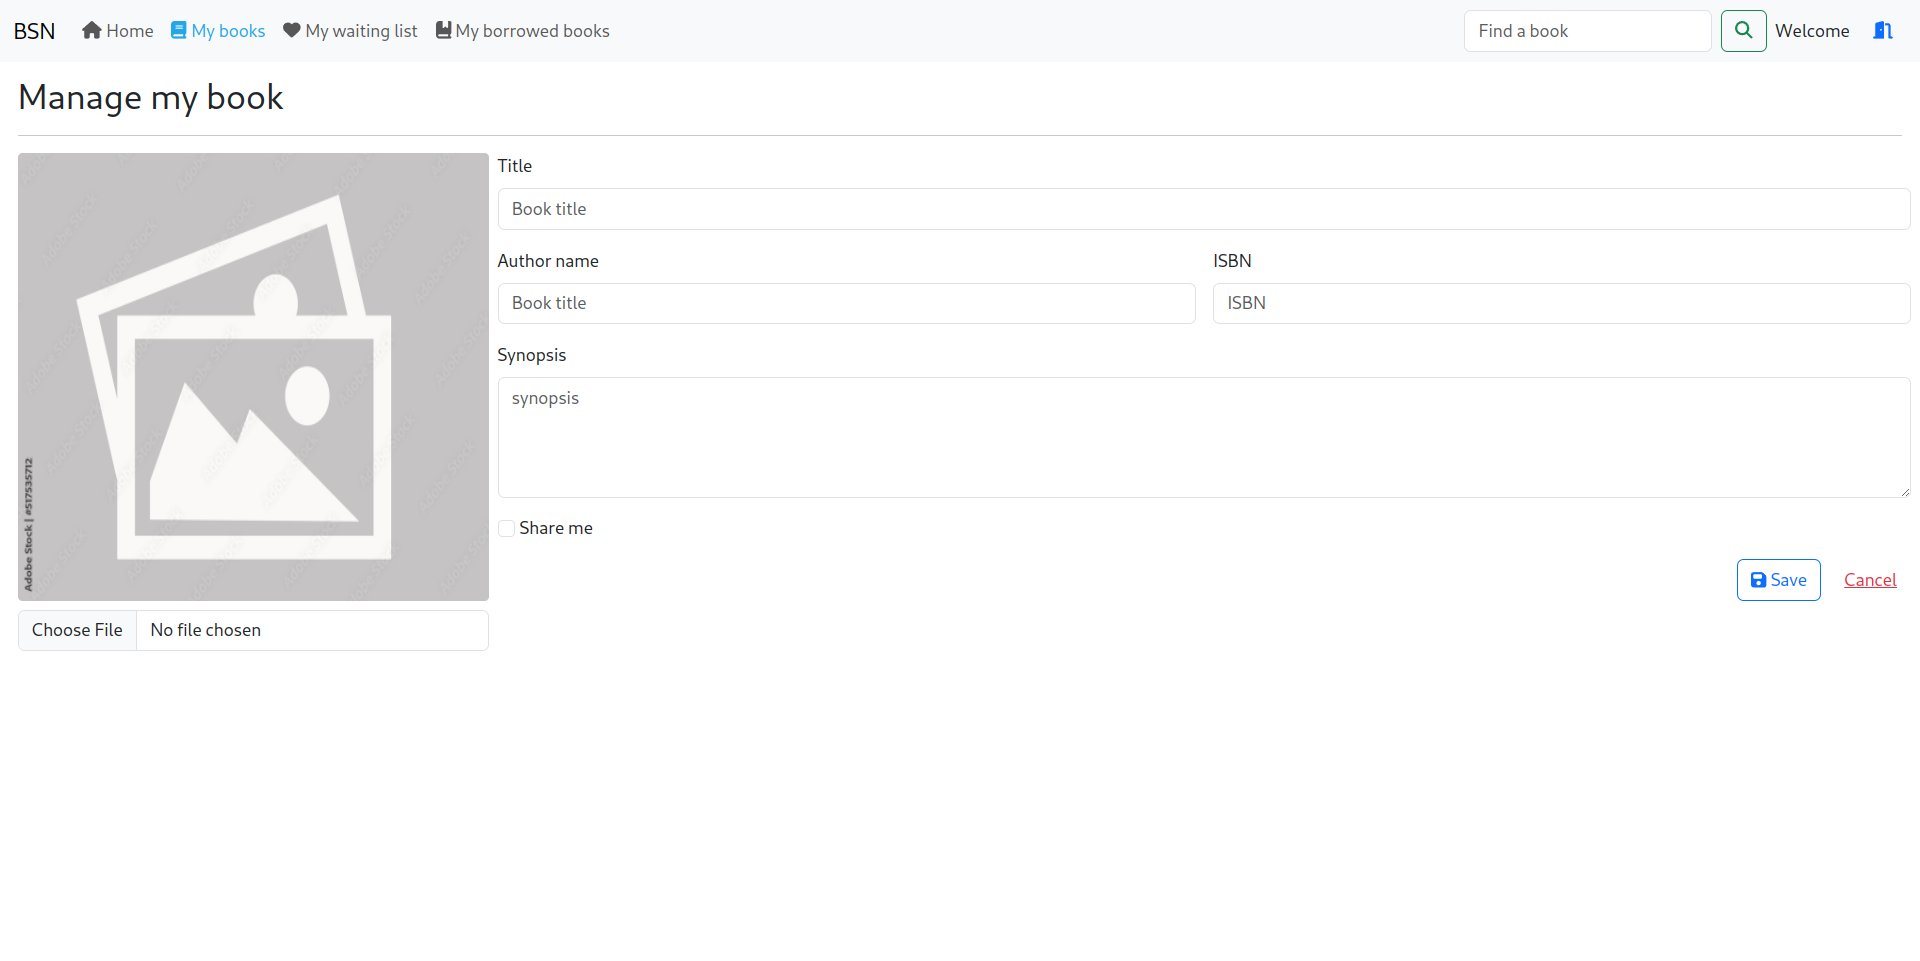 BSN Home My books My waiting list My borrowed books Find a book Welcome
Manage my book
Title
Book title
Author name ISBN
Book title ISBN
Synopsis
synopsis
Share me
Save Cancel
Adobe Stock | #517535712
Choose File No file chosen